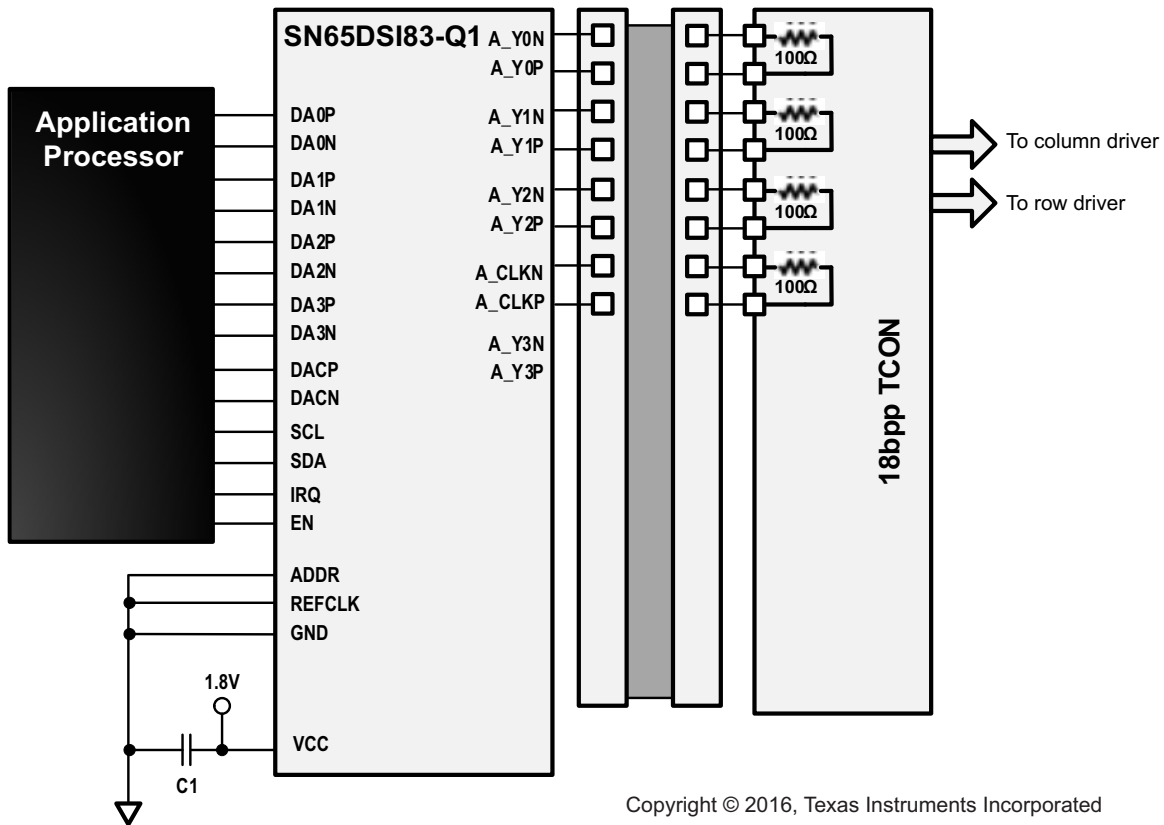 SN65DSI83-Q1
Application
Processor
DA0P
DA0N
DA1P
DA1N
DA2P
DA2N
DA3P
DA3N
DACP
DACN
SCL
SDA
IRQ
EN
ADDR
REFCLK
GND
1.8V
VCC
C1
A_Y0N
A_Y0P
A_Y1N
A_Y1P
A_Y2N
A_Y2P
A_CLKN
A_CLKP
A_Y3N
A_Y3P
100Ω
100Ω
100Ω
100Ω
18bpp TCON
To column driver
To row driver
Copyright © 2016, Texas Instruments Incorporated